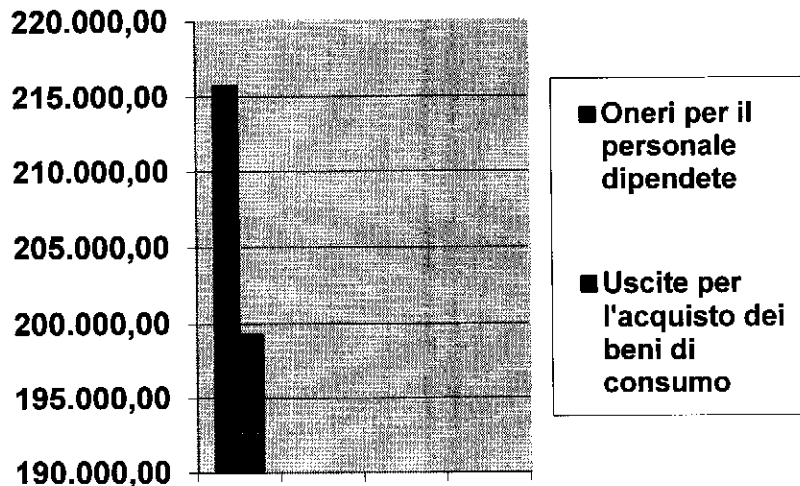 220.000,00
215.000,00
210.000,00
205.000,00
200.000,00
195.000,00
190.000,00
Oneri per il
personale
dipendete
Uscite per
l'acquisto dei
beni di
consumo